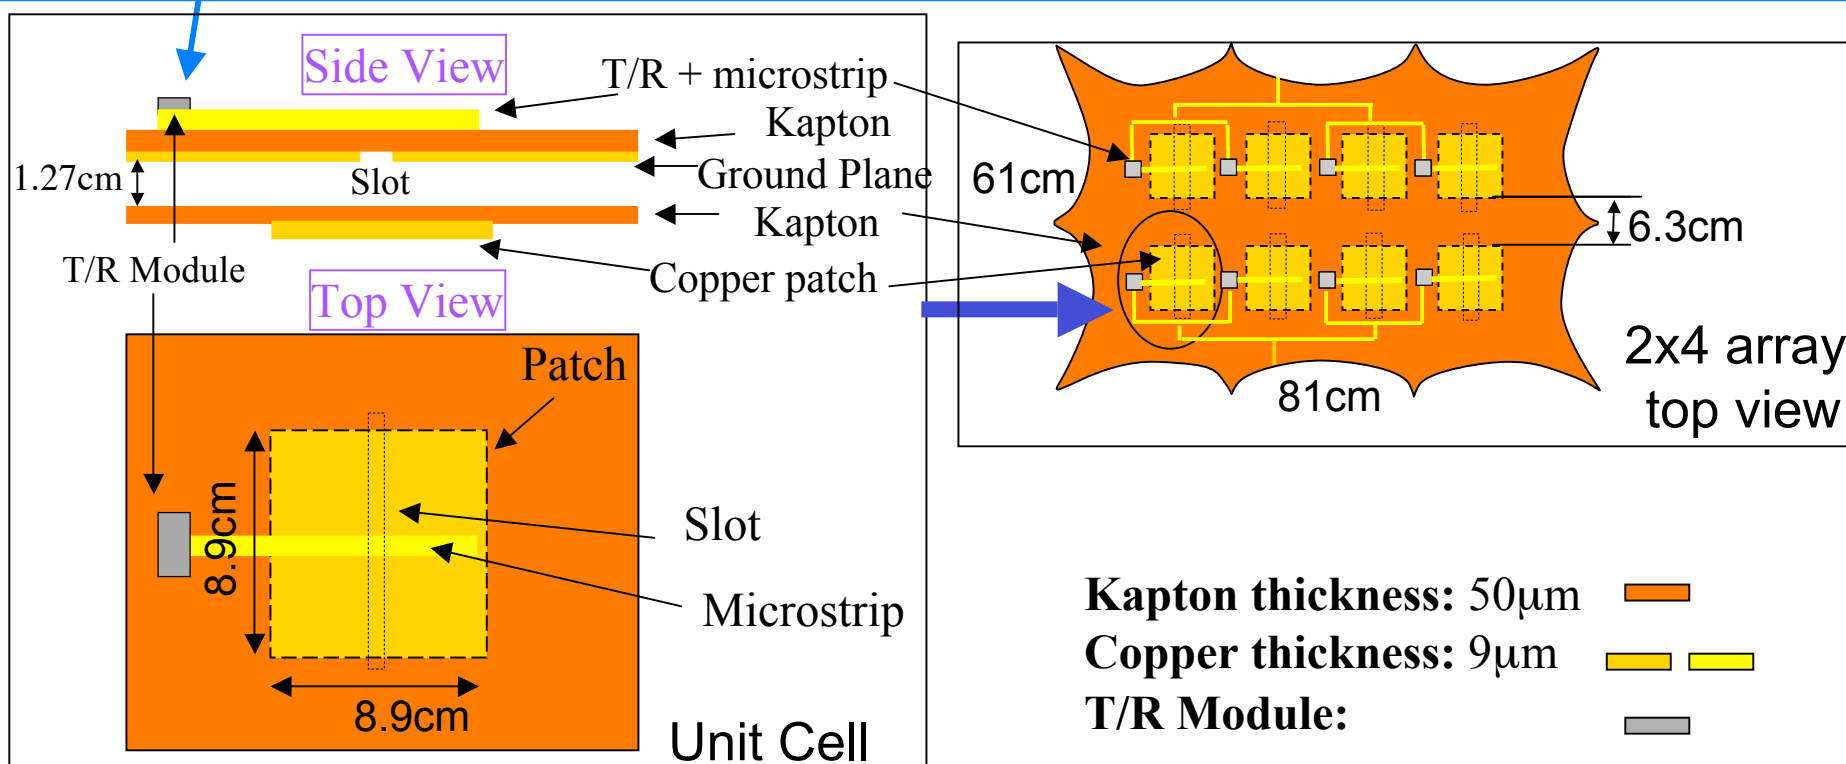 Side View
T/R + microstrip
Kapton
Ground Plane
1.27cm
Slot
Kapton
T/R Module
Copper patch
Top View
Patch
8.9cm
Slot
Microstrip
8.9cm
Unit Cell
61cm
6.3cm
81cm
2x4 array
top view
Kapton thickness: 50μm
Copper thickness: 9μm
T/R Module: